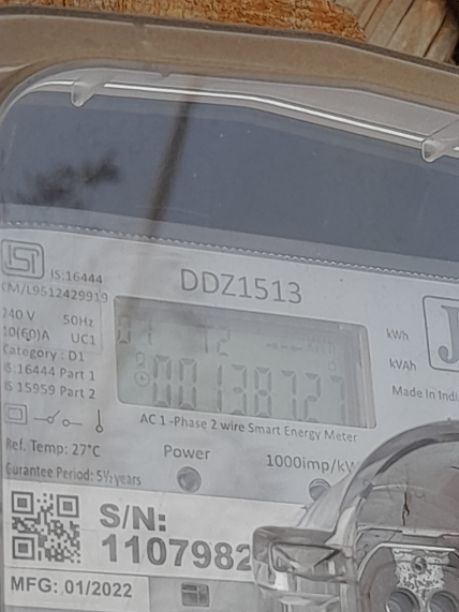 IS:16444
CM/L9512429919
DDZ1513
240 V 50Hz
10(60)A UC1
Category : D1
IS:16444 Part 1
IS 15959 Part 2
kWh
kVAh
Made in Indi
AC 1 -Phase 2 wire Smart Energy Meter
Ref. Temp: 27°C
Power
1000imp/kW
Gurantee Period: 5½ years
S/N:
1107982
MFG: 01/2022